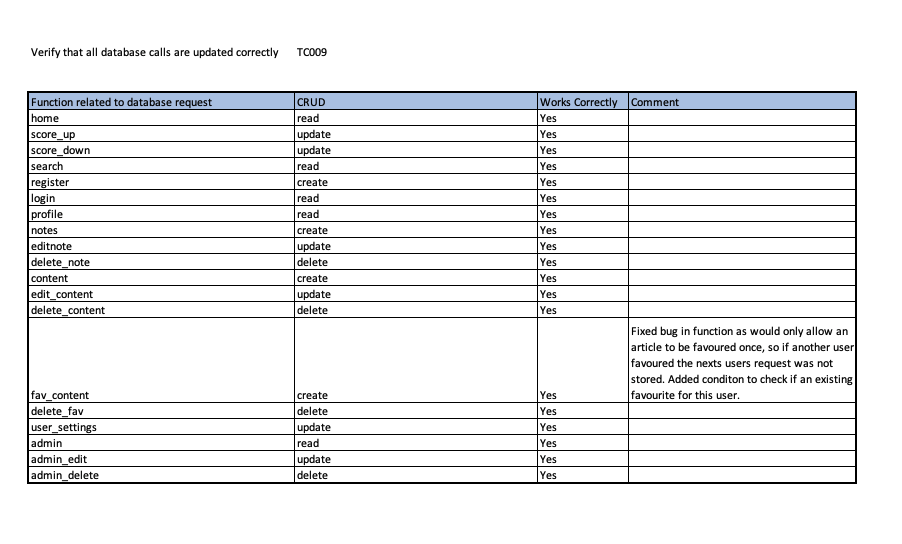 Verify that all database calls are updated correctly TC009
Function related to database request CRUD Works Correctly Comment
home read Yes
score_up update Yes
score_down update Yes
search read Yes
register create Yes
login read Yes
profile read Yes
notes create Yes
editnote update Yes
delete_note delete Yes
content create Yes
edit_content update Yes
delete_content delete Yes
Fixed bug in function as would only allow an
article to be favoured once, so if another user
favoured the nexts users request was not
stored. Added conditon to check if an existing
fav_content create Yes favourite for this user.
delete_fav delete Yes
user_settings update Yes
admin read Yes
admin_edit update Yes
admin_delete delete Yes